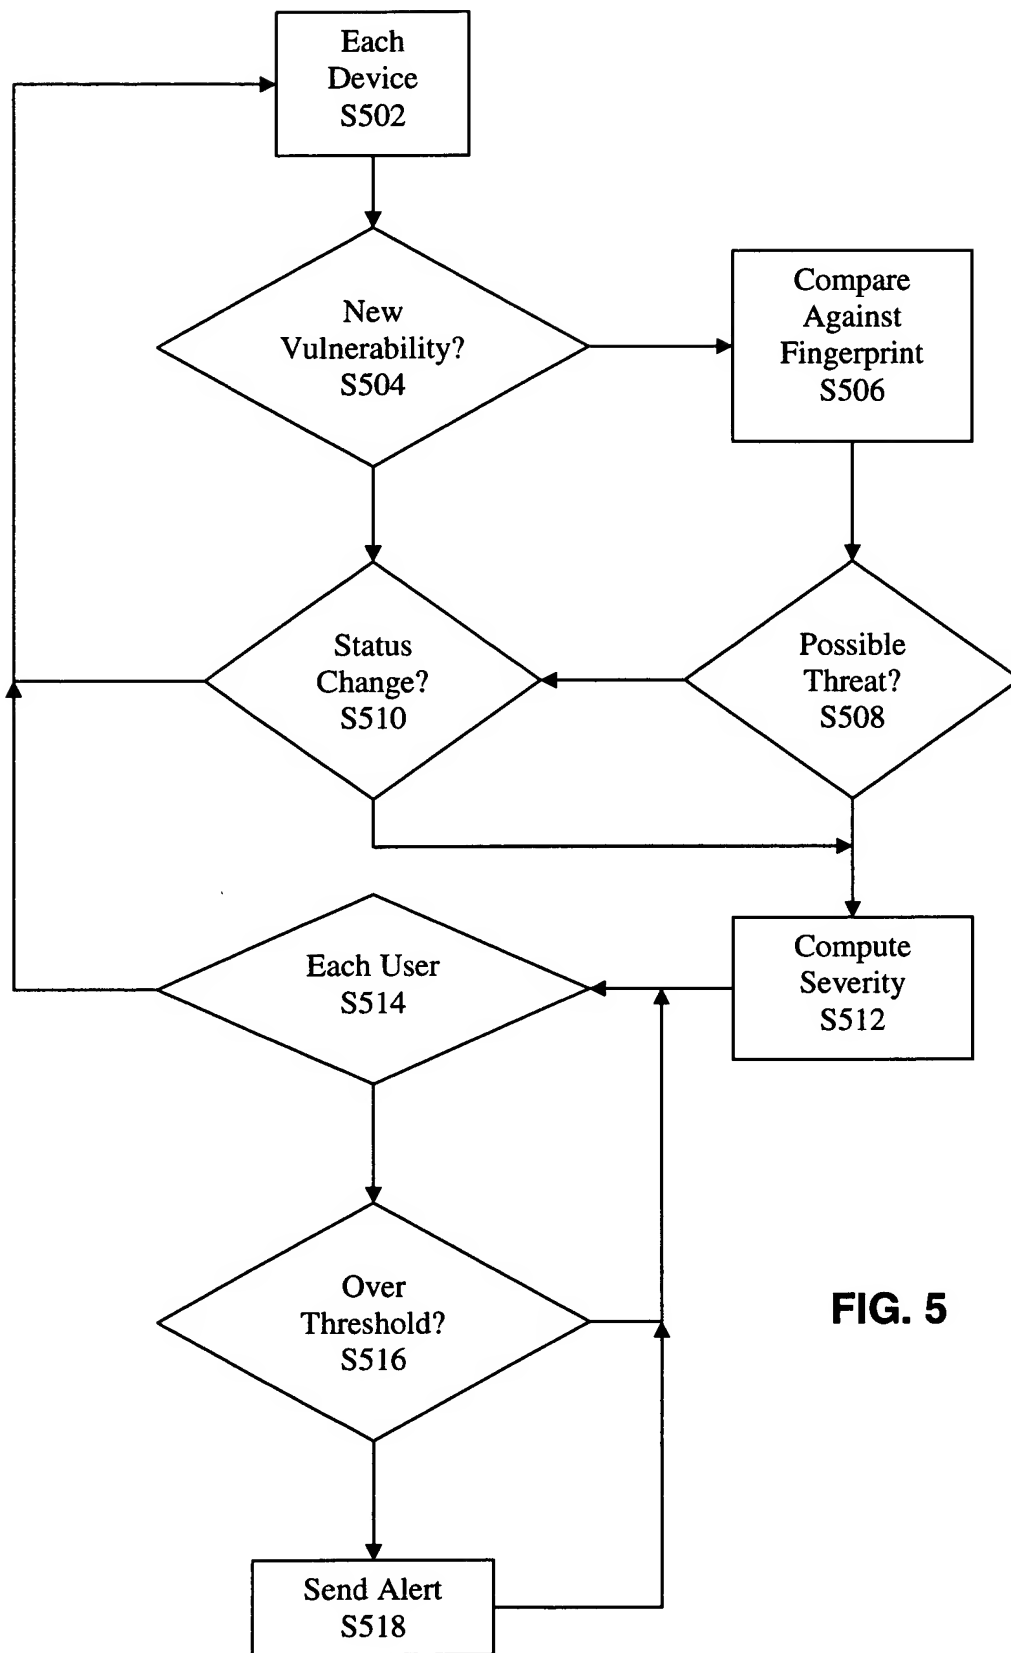 Each
Device
S502
New
Vulnerability?
S504
Compare
Against
Fingerprint
S506
Status
Change?
S510
Possible
Threat?
S508
Each User
S514
Compute
Severity
S512
Over
Threshold?
S516
FIG. 5
Send Alert
S518